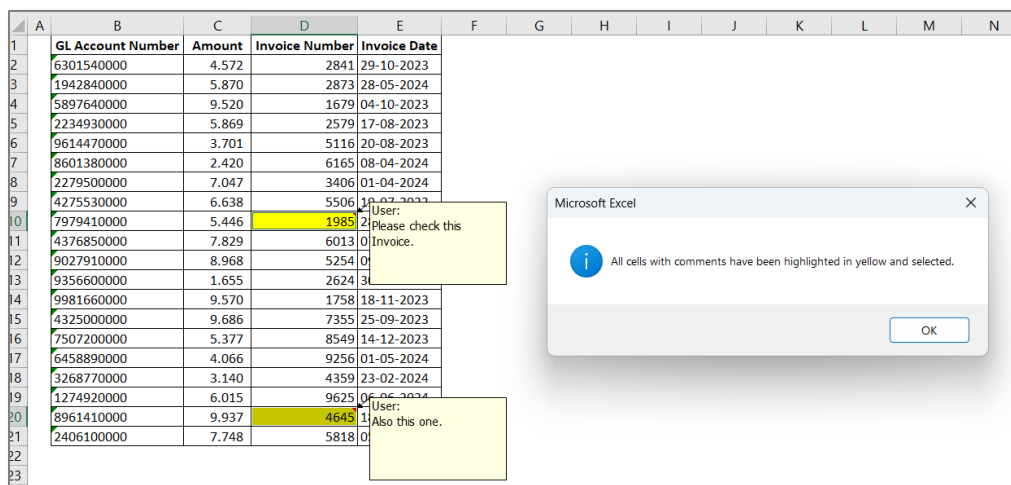 A B C D E F G H I J K L M N
1 GL Account Number Amount Invoice Number Invoice Date
2 6301540000 4.572 2841 29-10-2023
3 1942840000 5.870 2873 28-05-2024
4 5897640000 9.520 1679 04-10-2023
5 2234930000 5.869 2579 17-08-2023
6 9614470000 3.701 5116 20-08-2023
7 8601380000 2.420 6165 08-04-2024
8 2279500000 7.047 3406 01-04-2024
9 4275530000 6.638 5506
10 7979410000 5.446 1985
11 4376850000 7.829 6013
12 9027910000 8.968 5254
13 9356600000 1.655 2624
14 9981660000 9.570 1758 18-11-2023
15 4325000000 9.686 7355 25-09-2023
16 7507200000 5.377 8549 14-12-2023
17 6458890000 4.066 9256 01-05-2024
18 3268770000 3.140 4359 23-02-2024
19 1274920000 6.015 9625 06-06-2024
20 8961410000 9.937 4645
21 2406100000 7.748 5818
22
23
User:
Please check this
Invoice.
User:
Also this one.
Microsoft Excel
All cells with comments have been highlighted in yellow and selected.
OK